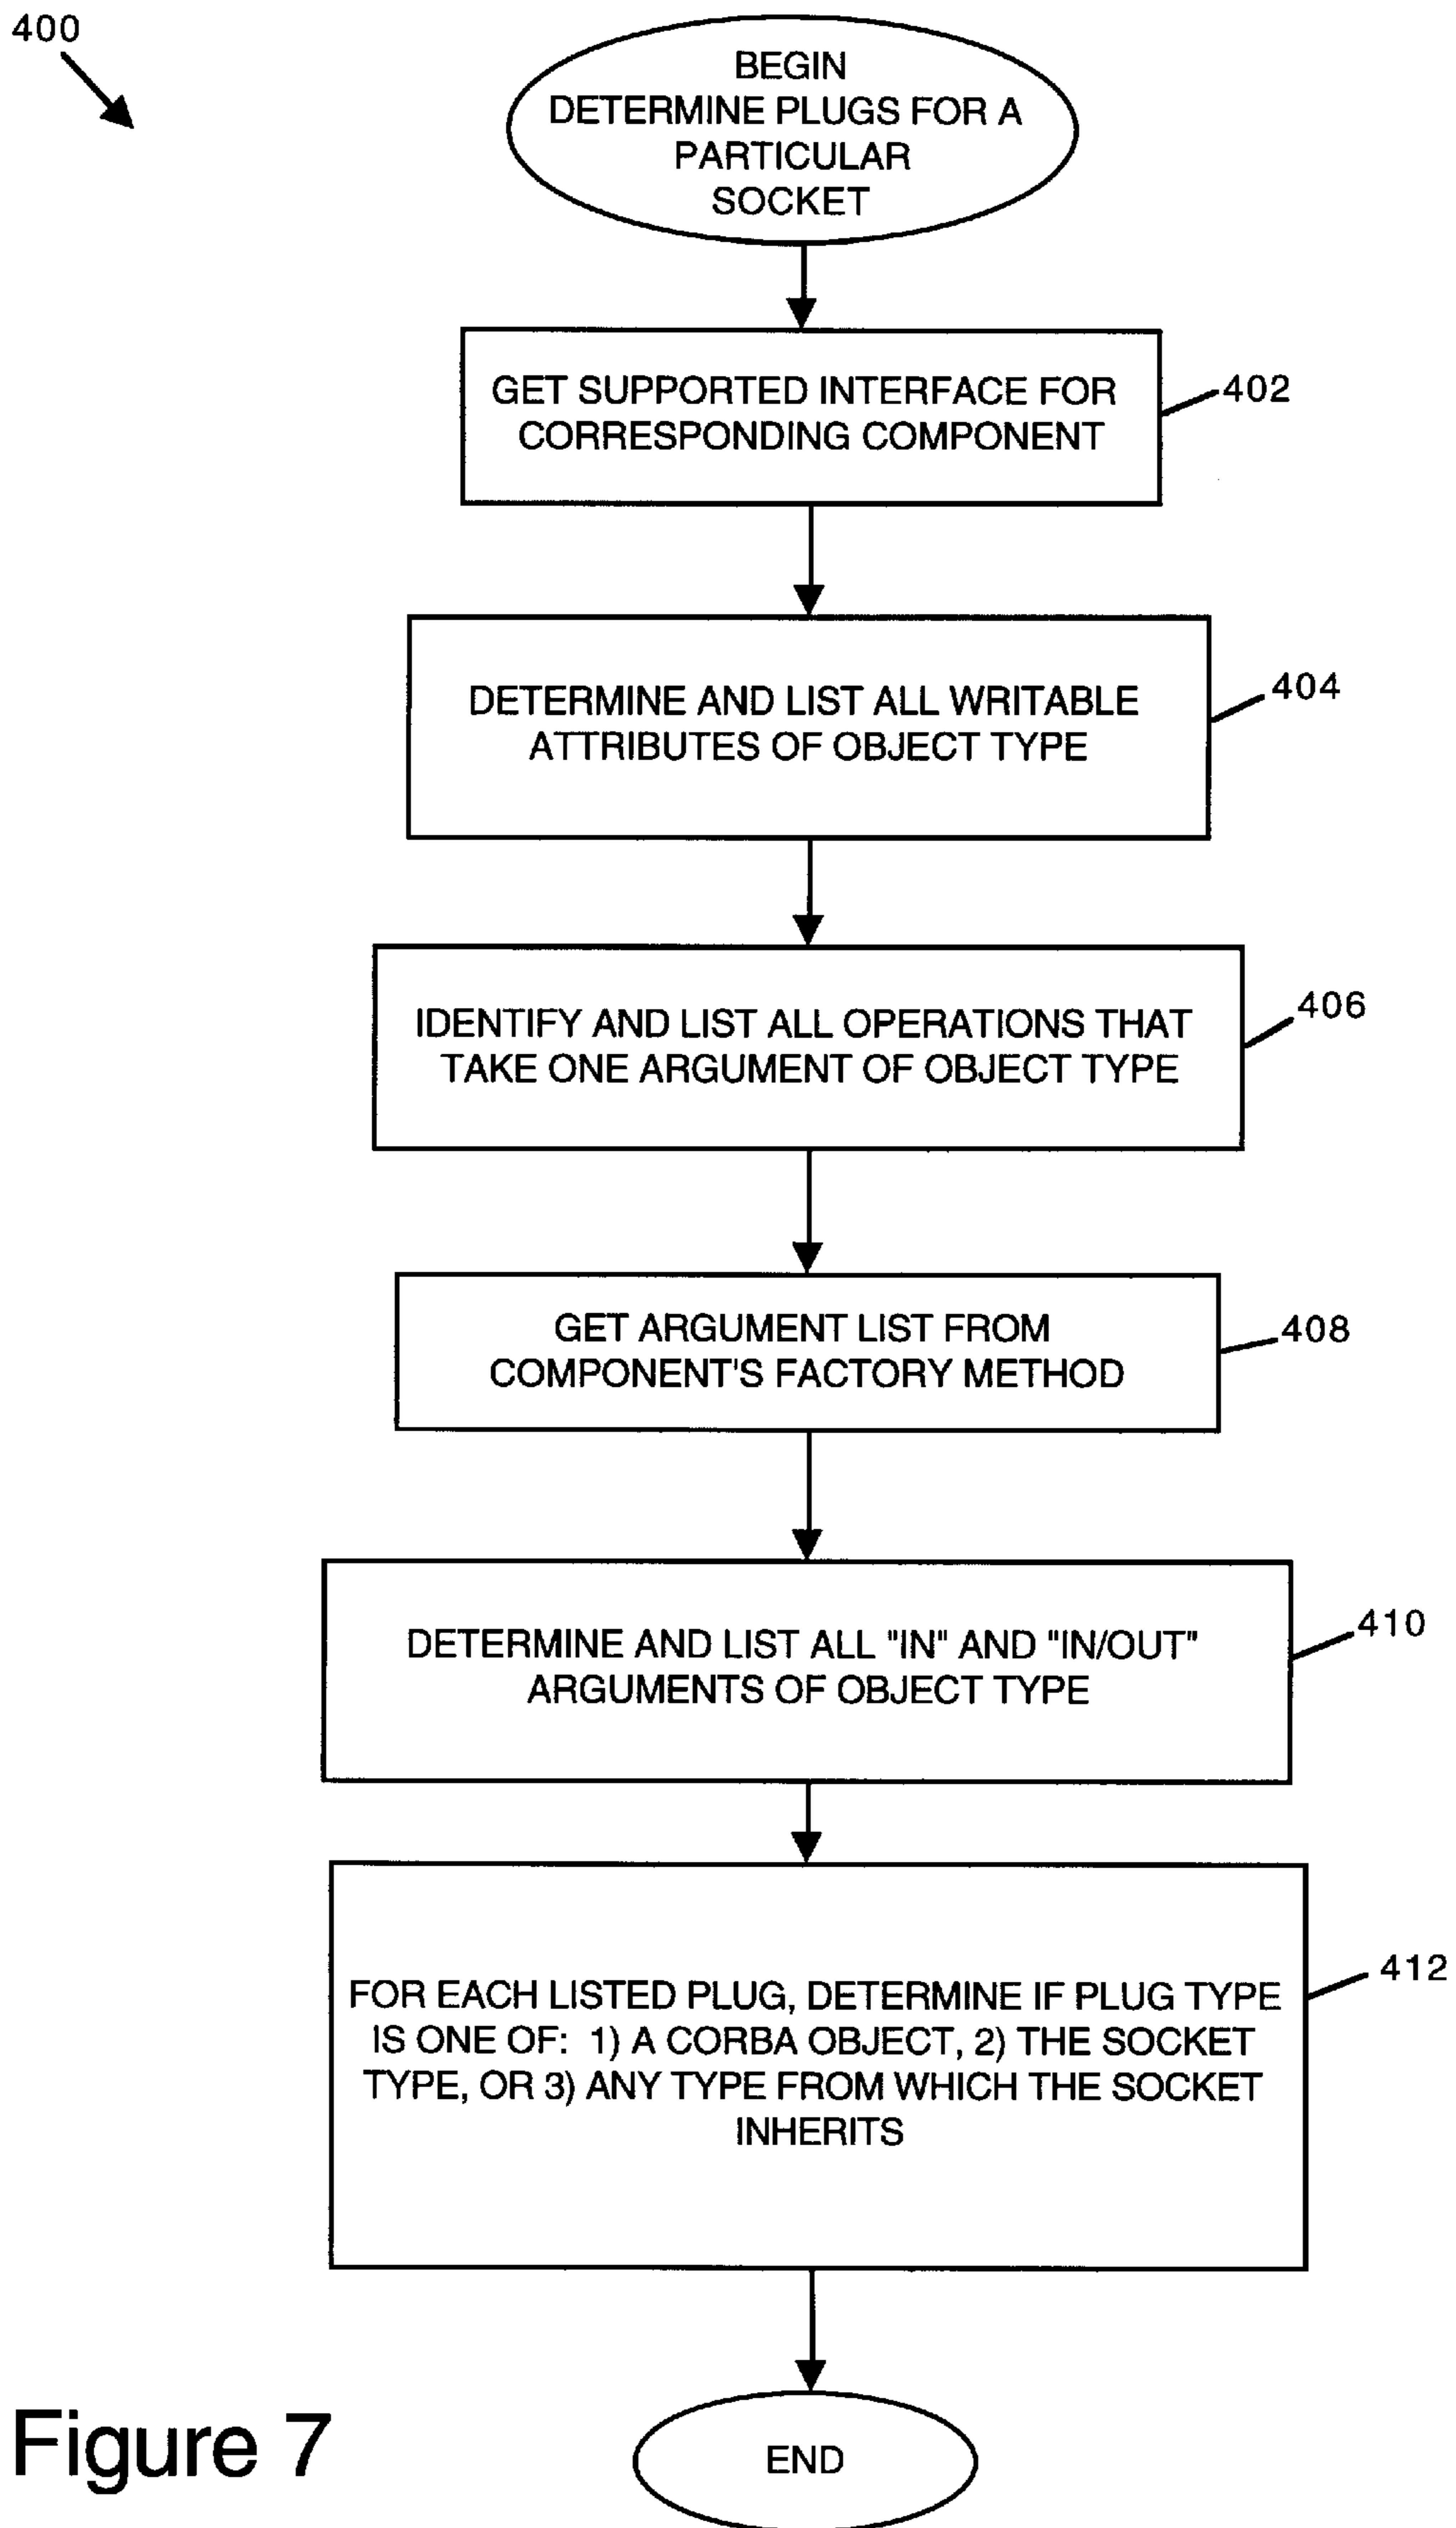 400
BEGIN
DETERMINE PLUGS FOR A
PARTICULAR
SOCKET
GET SUPPORTED INTERFACE FOR
CORRESPONDING COMPONENT
402
DETERMINE AND LIST ALL WRITABLE
ATTRIBUTES OF OBJECT TYPE
404
IDENTIFY AND LIST ALL OPERATIONS THAT
TAKE ONE ARGUMENT OF OBJECT TYPE
406
GET ARGUMENT LIST FROM
COMPONENT'S FACTORY METHOD
408
DETERMINE AND LIST ALL "IN" AND "IN/OUT"
ARGUMENTS OF OBJECT TYPE
410
FOR EACH LISTED PLUG, DETERMINE IF PLUG TYPE
IS ONE OF: 1) A CORBA OBJECT, 2) THE SOCKET
TYPE, OR 3) ANY TYPE FROM WHICH THE SOCKET
INHERITS
412
END
Figure 7